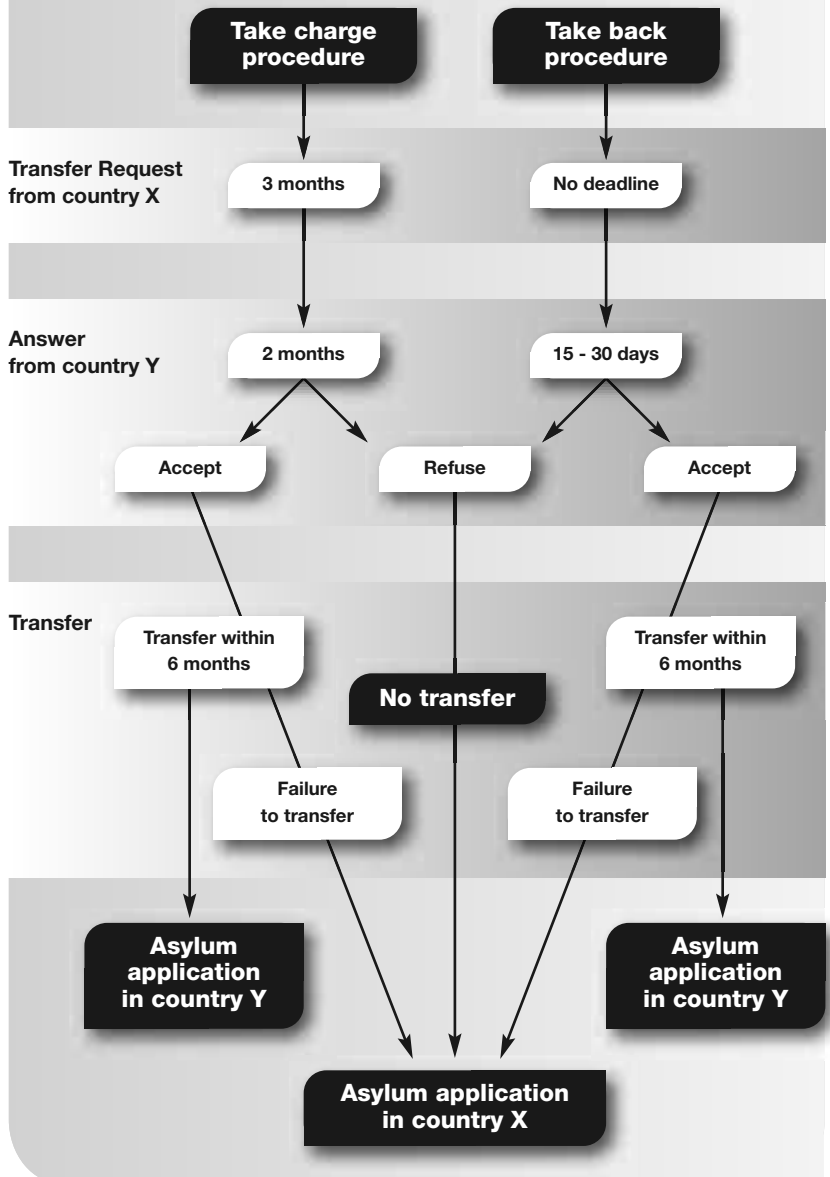 Take charge
procedure
Take back
procedure
Transfer Request
from country X
3 months
No deadline
Answer
from country Y
2 months
15 - 30 days
Accept
Refuse
Accept
Transfer
Transfer within
6 months
Transfer within
6 months
No transfer
Failure
to transfer
Failure
to transfer
Asylum
application
in country Y
Asylum
application
in country Y
Asylum application
in country X